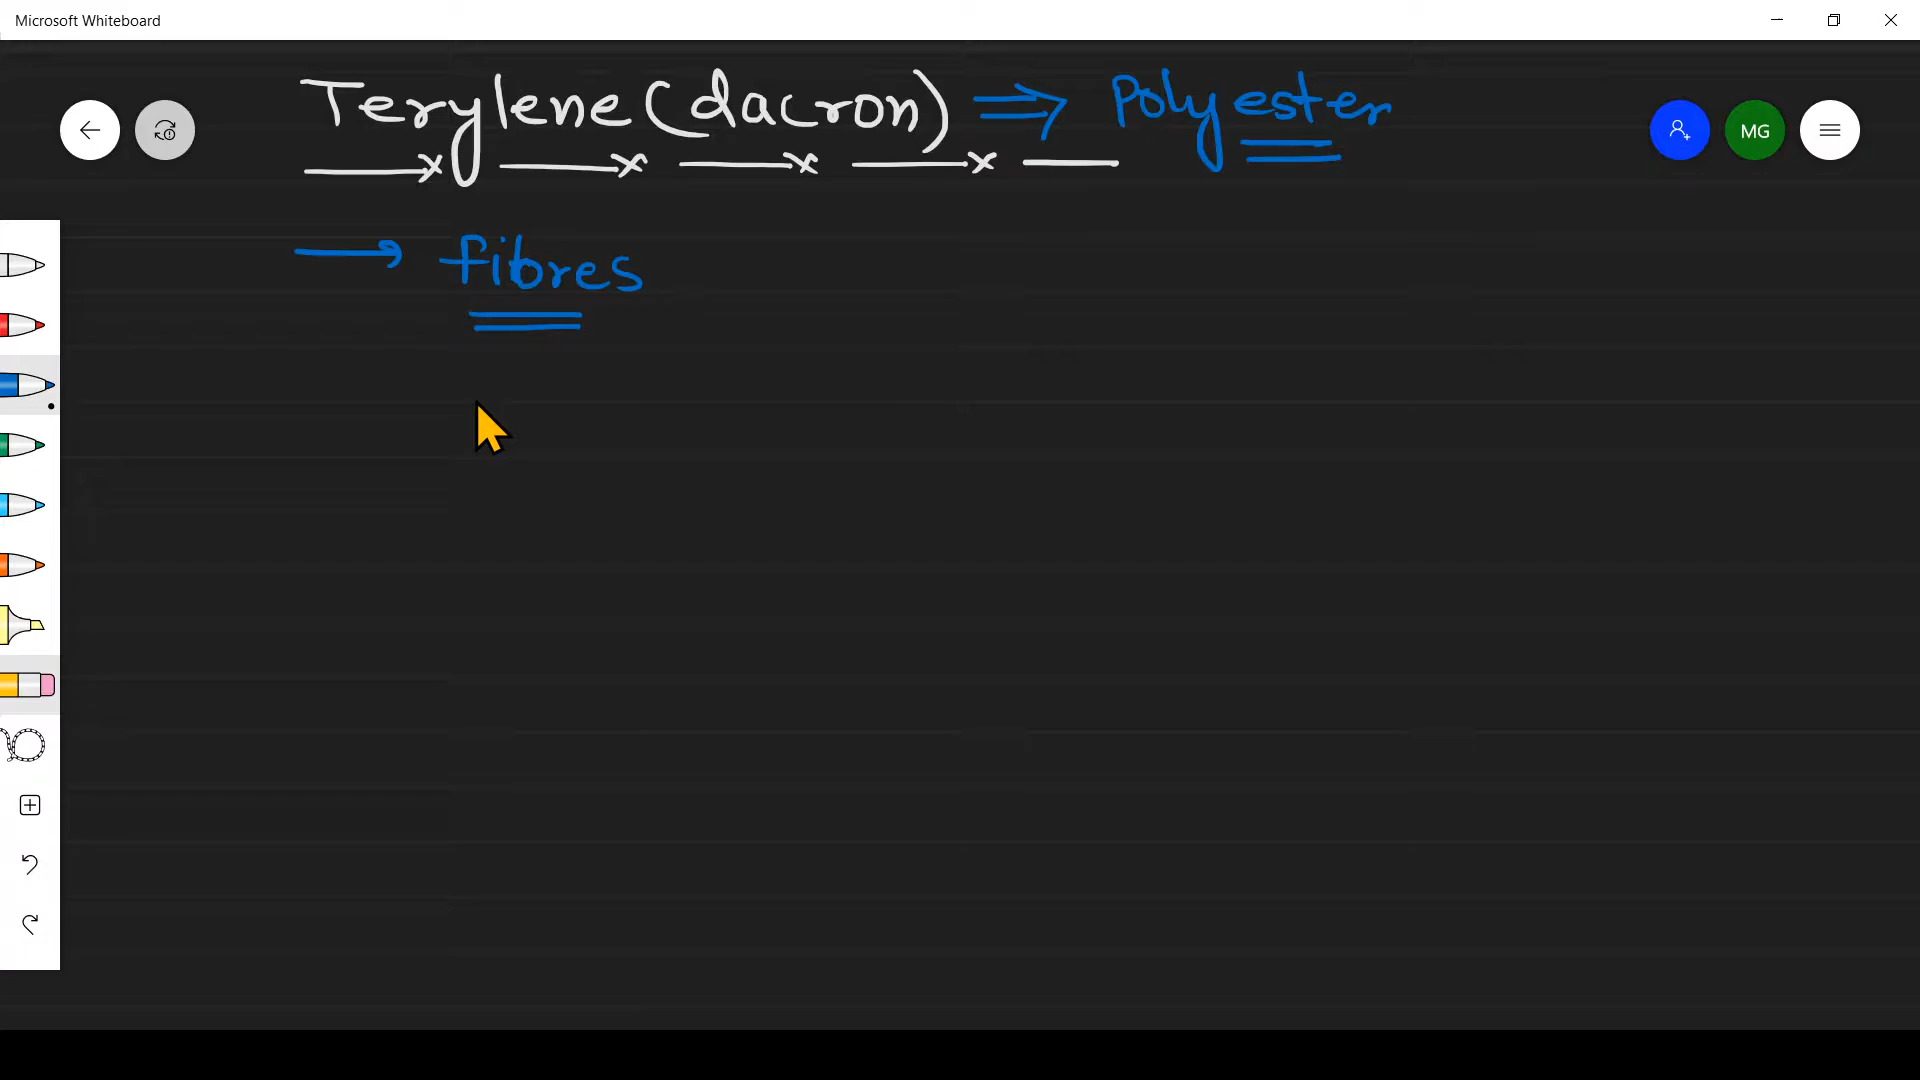 Microsoft Whiteboard
Terylene (dacron) ⇒ Polyester
MG
→ fibres